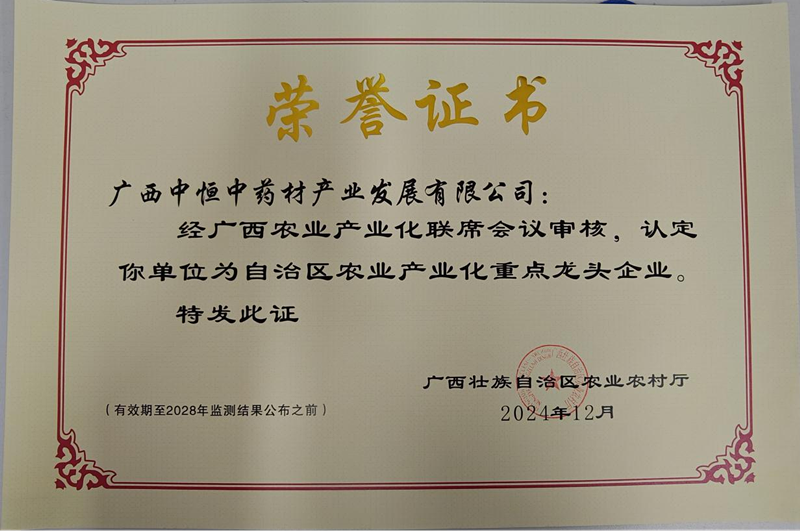 荣誉证书
广西中恒中药材产业发展有限公司：
经广西农业产业化联席会议审核，认定
你单位为自治区农业产业化重点龙头企业。
特发此证
广西壮族自治区农业农村厅
（有效期至2028年监测结果公布之前）
2024年12月